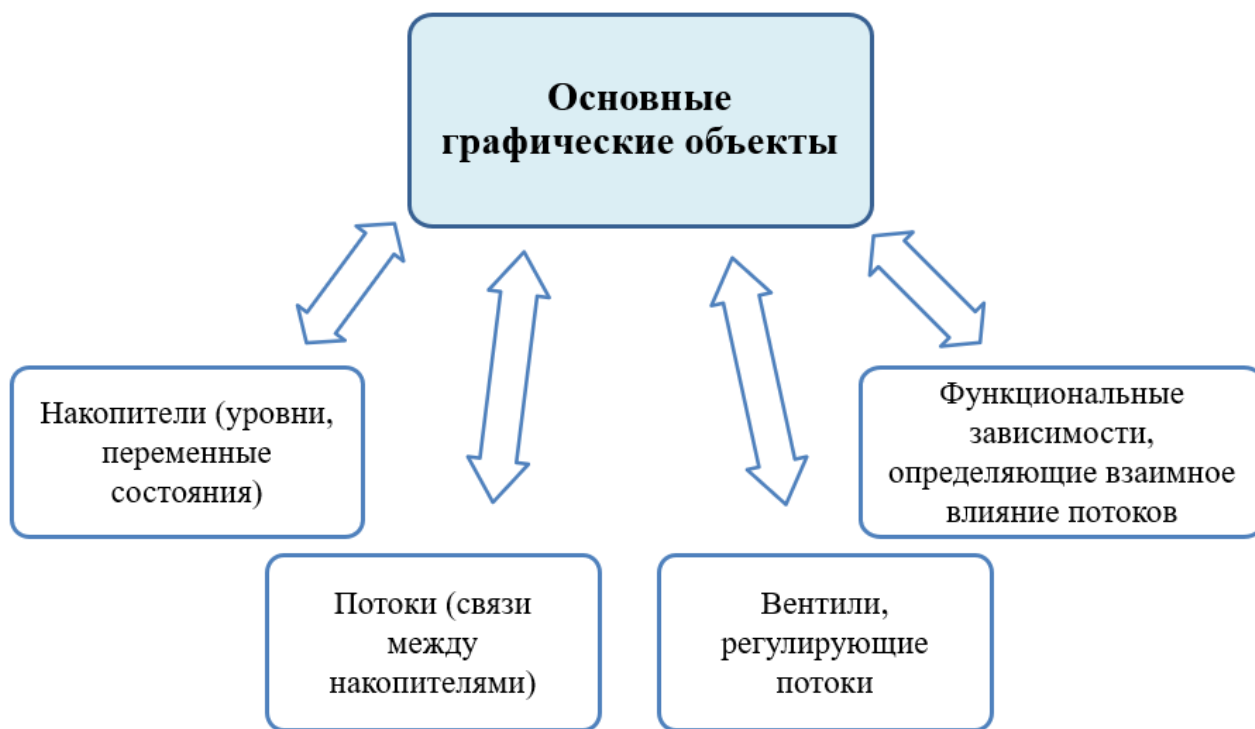 Основные
графические объекты
Накопители (уровни,
переменные
состояния)
Потоки (связи
между
накопителями)
Вентили,
регулирующие
потоки
Функциональные
зависимости,
определяющие взаимное
влияние потоков